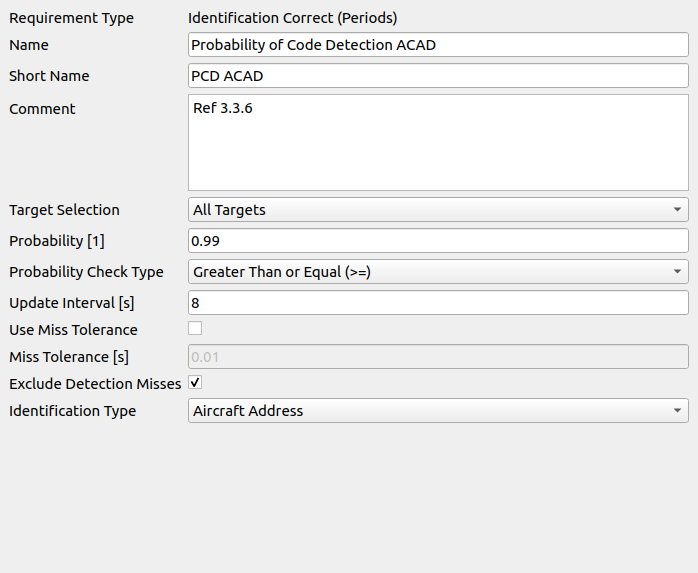 Requirement Type Identification Correct (Periods)
Name Probability of Code Detection ACAD
Short Name PCD ACAD
Comment Ref 3.3.6
Target Selection All Targets
Probability [1] 0.99
Probability Check Type Greater Than or Equal (>=)
Update Interval [s] 8
Use Miss Tolerance
Miss Tolerance [s] 0.01
Exclude Detection Misses
Identification Type Aircraft Address